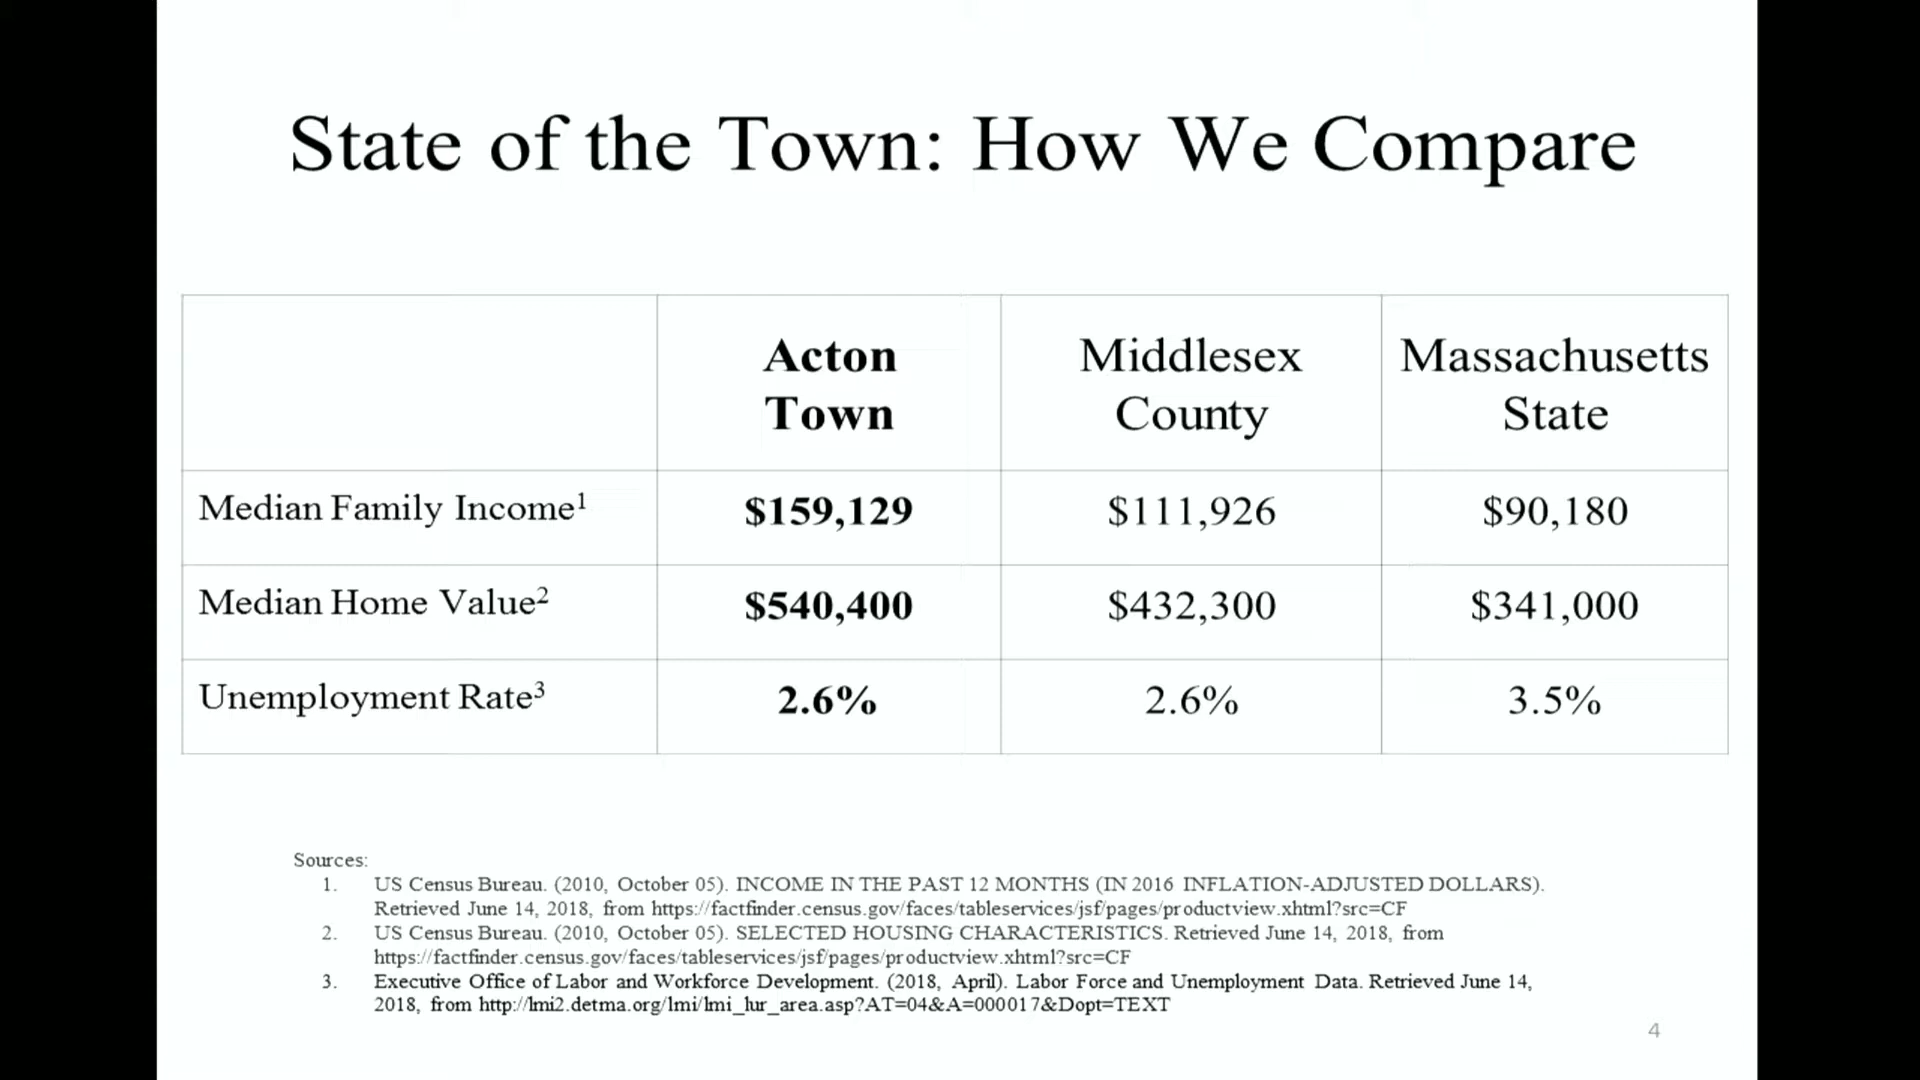 State of the Town: How We Compare
Acton Town
Middlesex County
Massachusetts State
Median Family Income¹ $159,129 $111,926 $90,180
Median Home Value² $540,400 $432,300 $341,000
Unemployment Rate³ 2.6% 2.6% 3.5%
Sources:
1. US Census Bureau. (2010, October 05). INCOME IN THE PAST 12 MONTHS (IN 2016 INFLATION-ADJUSTED DOLLARS).
Retrieved June 14, 2018, from https://factfinder.census.gov/faces/tableservices/jsf/pages/productview.xhtml?src=CF
2. US Census Bureau. (2010, October 05). SELECTED HOUSING CHARACTERISTICS. Retrieved June 14, 2018, from
https://factfinder.census.gov/faces/tableservices/jsf/pages/productview.xhtml?src=CF
3. Executive Office of Labor and Workforce Development. (2018, April). Labor Force and Unemployment Data. Retrieved June 14,
2018, from http://lmi2.detma.org/lmi/lmi_lur_area.asp?AT=04&A=000017&Dopt=TEXT
4